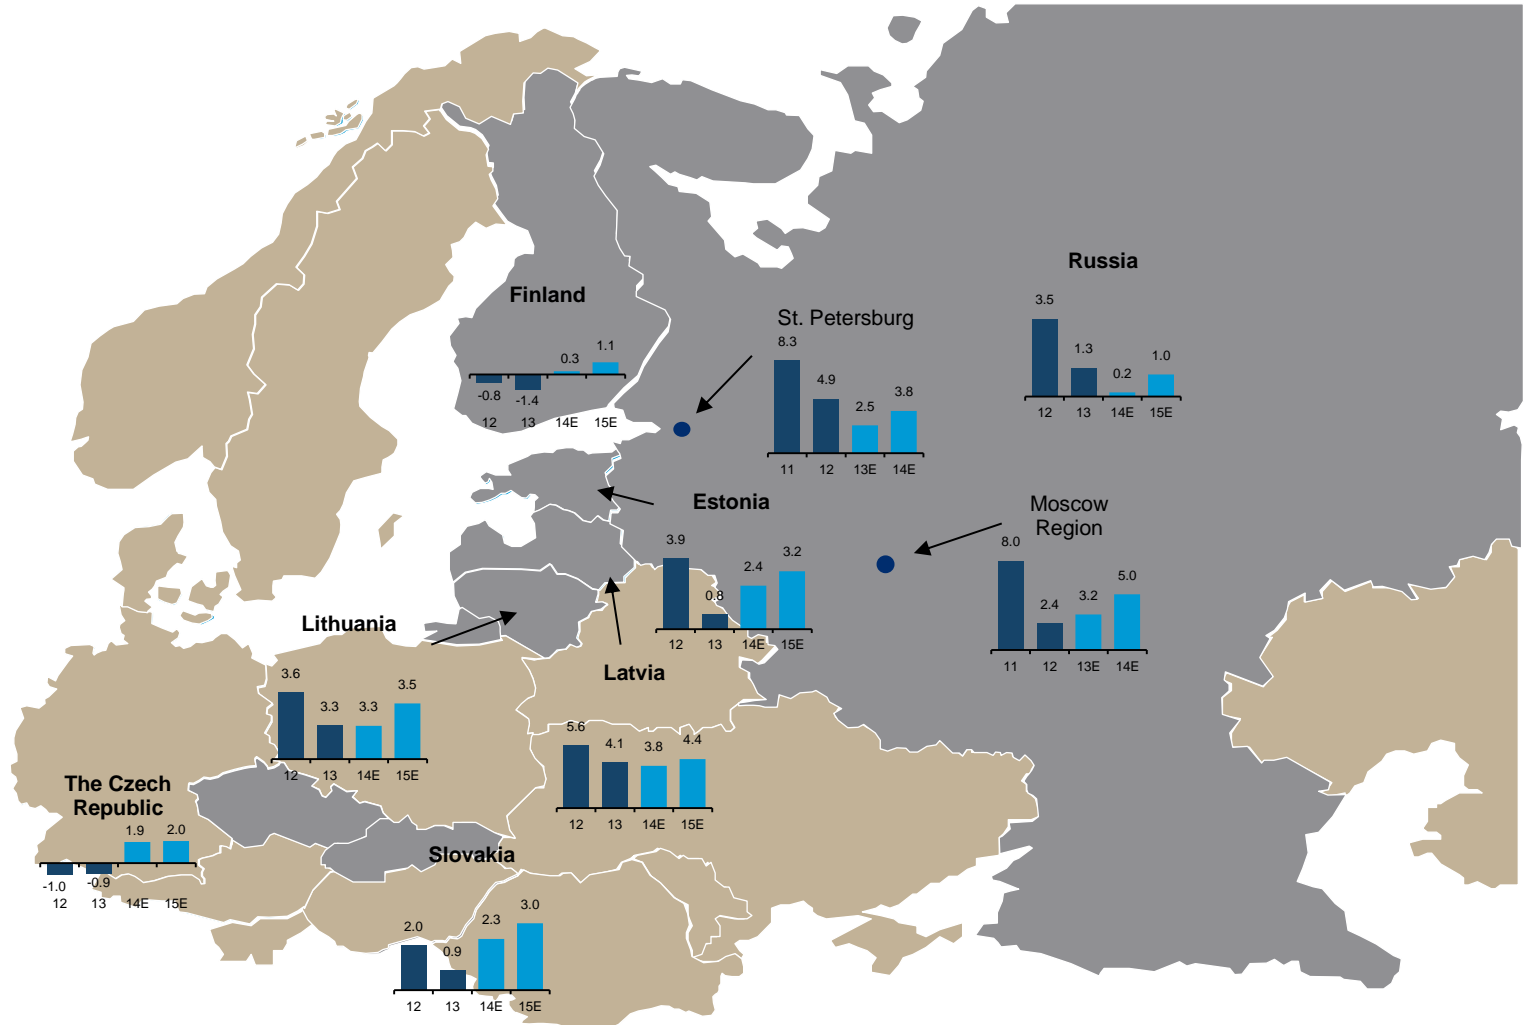 Russia
3.5
1.3
0.2
1.0
12
13
14E
15E
Finland
-0.8
-1.4
0.3
1.1
12
13
14E
15E
St. Petersburg
8.3
4.9
2.5
3.8
11
12
13E
14E
Estonia
3.9
0.8
2.4
3.2
12
13
14E
15E
Moscow
Region
8.0
2.4
3.2
5.0
11
12
13E
14E
Lithuania
3.6
3.3
3.3
3.5
12
13
14E
15E
Latvia
5.6
4.1
3.8
4.4
12
13
14E
15E
The Czech
Republic
-1.0
-0.9
1.9
2.0
12
13
14E
15E
Slovakia
2.0
0.9
2.3
3.0
12
13
14E
15E